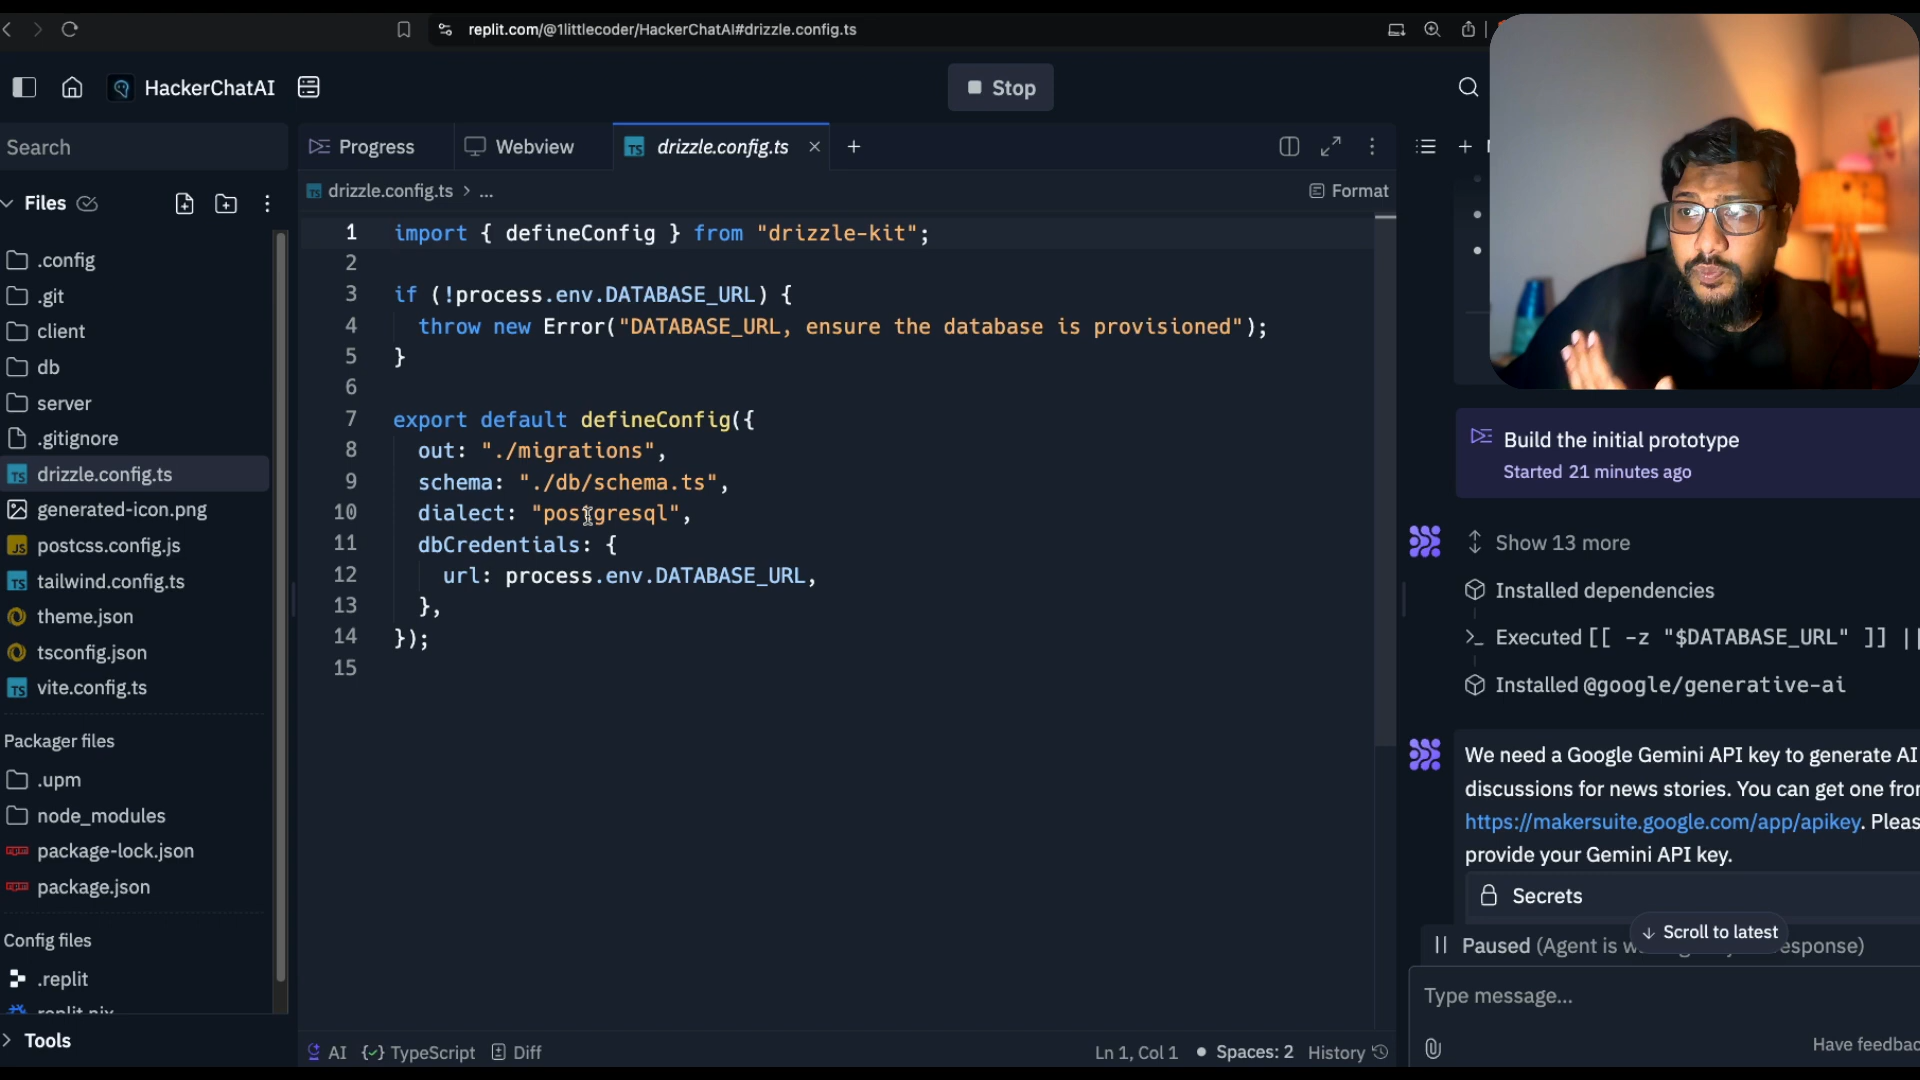 replit.com/@1littlecoder/HackerChatAI#drizzle.config.ts
HackerChatAI
Stop
Search
Progress
Webview
drizzle.config.ts
Files
drizzle.config.ts > ...
Format
.config
.git
client
db
server
.gitignore
drizzle.config.ts
generated-icon.png
postcss.config.js
tailwind.config.ts
theme.json
tsconfig.json
vite.config.ts
Packager files
.upm
node_modules
package-lock.json
package.json
Config files
.replit
replit.nix
Tools
1 import { defineConfig } from "drizzle-kit";
2
3 if (!process.env.DATABASE_URL) {
4 throw new Error("DATABASE_URL, ensure the database is provisioned");
5 }
6
7 export default defineConfig({
8 out: "./migrations",
9 schema: "./db/schema.ts",
10 dialect: "postgresql",
11 dbCredentials: {
12 url: process.env.DATABASE_URL,
13 },
14 });
15
AI
TypeScript
Diff
Ln 1, Col 1
Spaces: 2
History
Build the initial prototype
Started 21 minutes ago
Show 13 more
Installed dependencies
Executed [[ -z "$DATABASE_URL" ]] ||
Installed @google/generative-ai
We need a Google Gemini API key to generate AI
discussions for news stories. You can get one from
https://makersuite.google.com/app/apikey. Pleas
provide your Gemini API key.
Secrets
Scroll to latest
Paused (Agent is
Type message...
Have feedbac